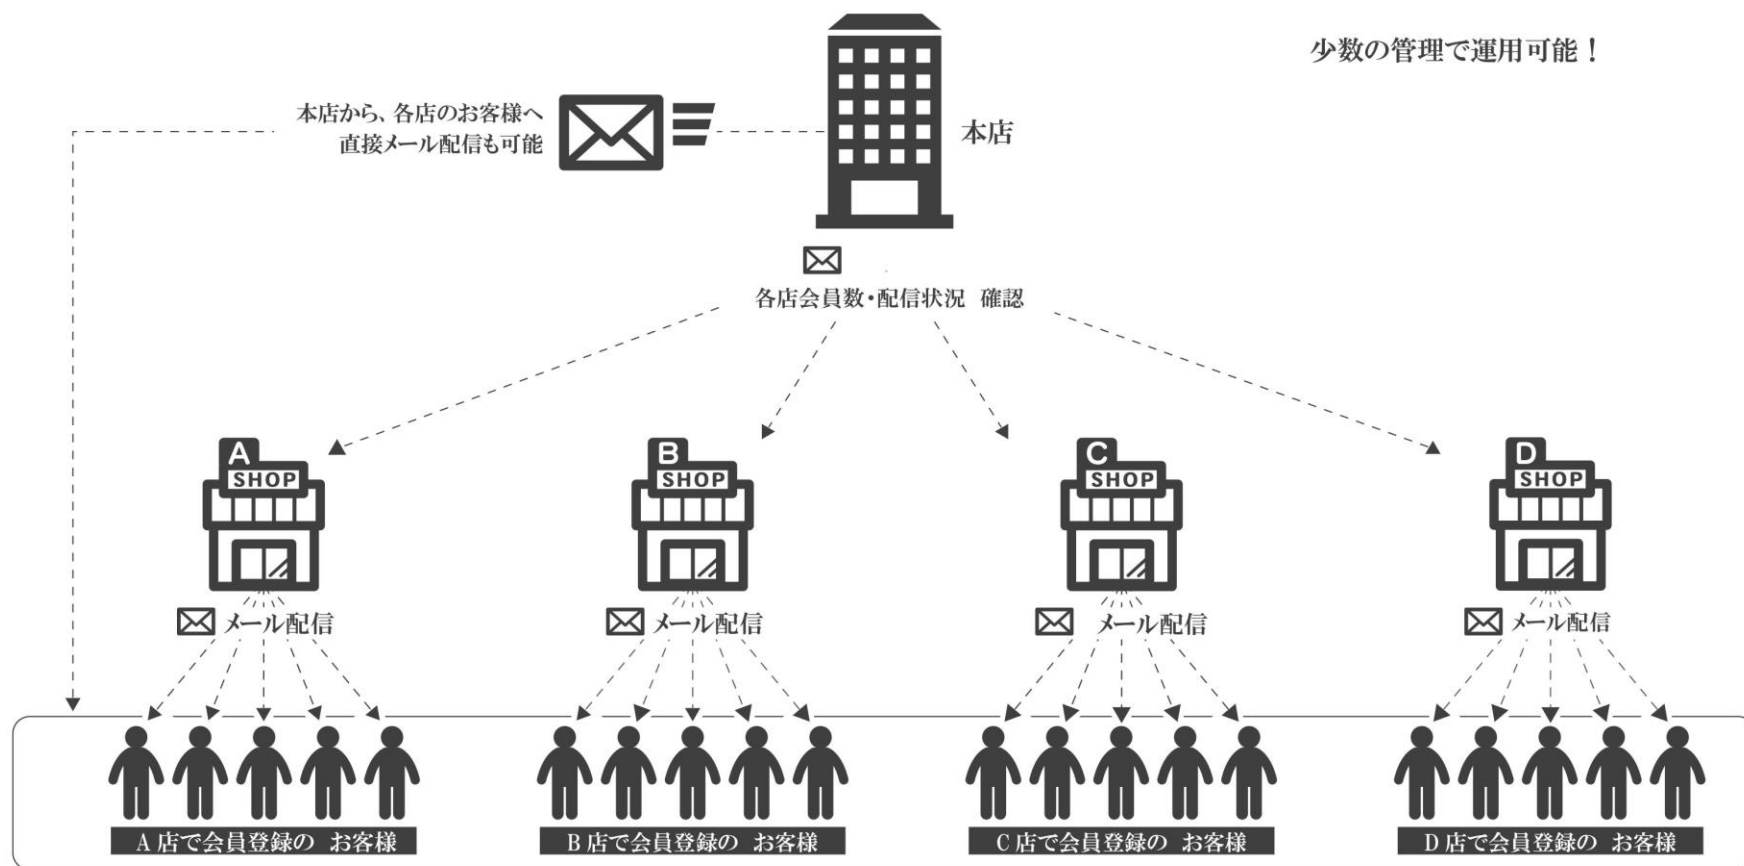 少数の管理で運用可能！
本店から、各店のお客様へ
直接メール配信も可能
本店
各店会員数・配信状況 確認
A
SHOP
B
SHOP
C
SHOP
D
SHOP
メール配信
メール配信
メール配信
メール配信
A 店で会員登録の お客様
B 店で会員登録の お客様
C 店で会員登録の お客様
D 店で会員登録の お客様